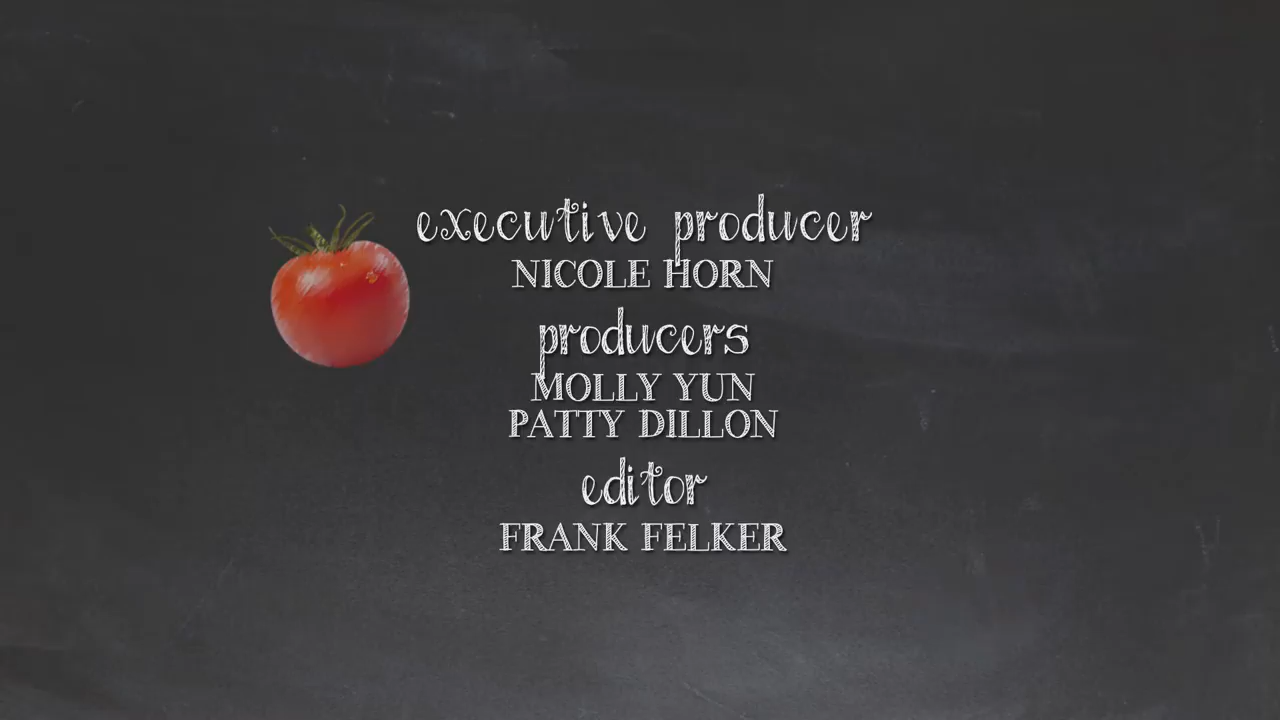 executive producer
NICOLE HORN
producers
MOLLY YUN
PATTY DILLON
editor
FRANK FELKER